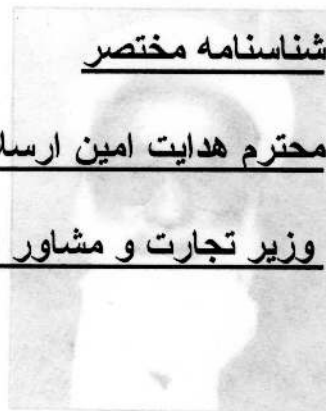 شناسنامه مختصر
محترم هدایت امین ارسلا
وزیر تجارت و مشاور